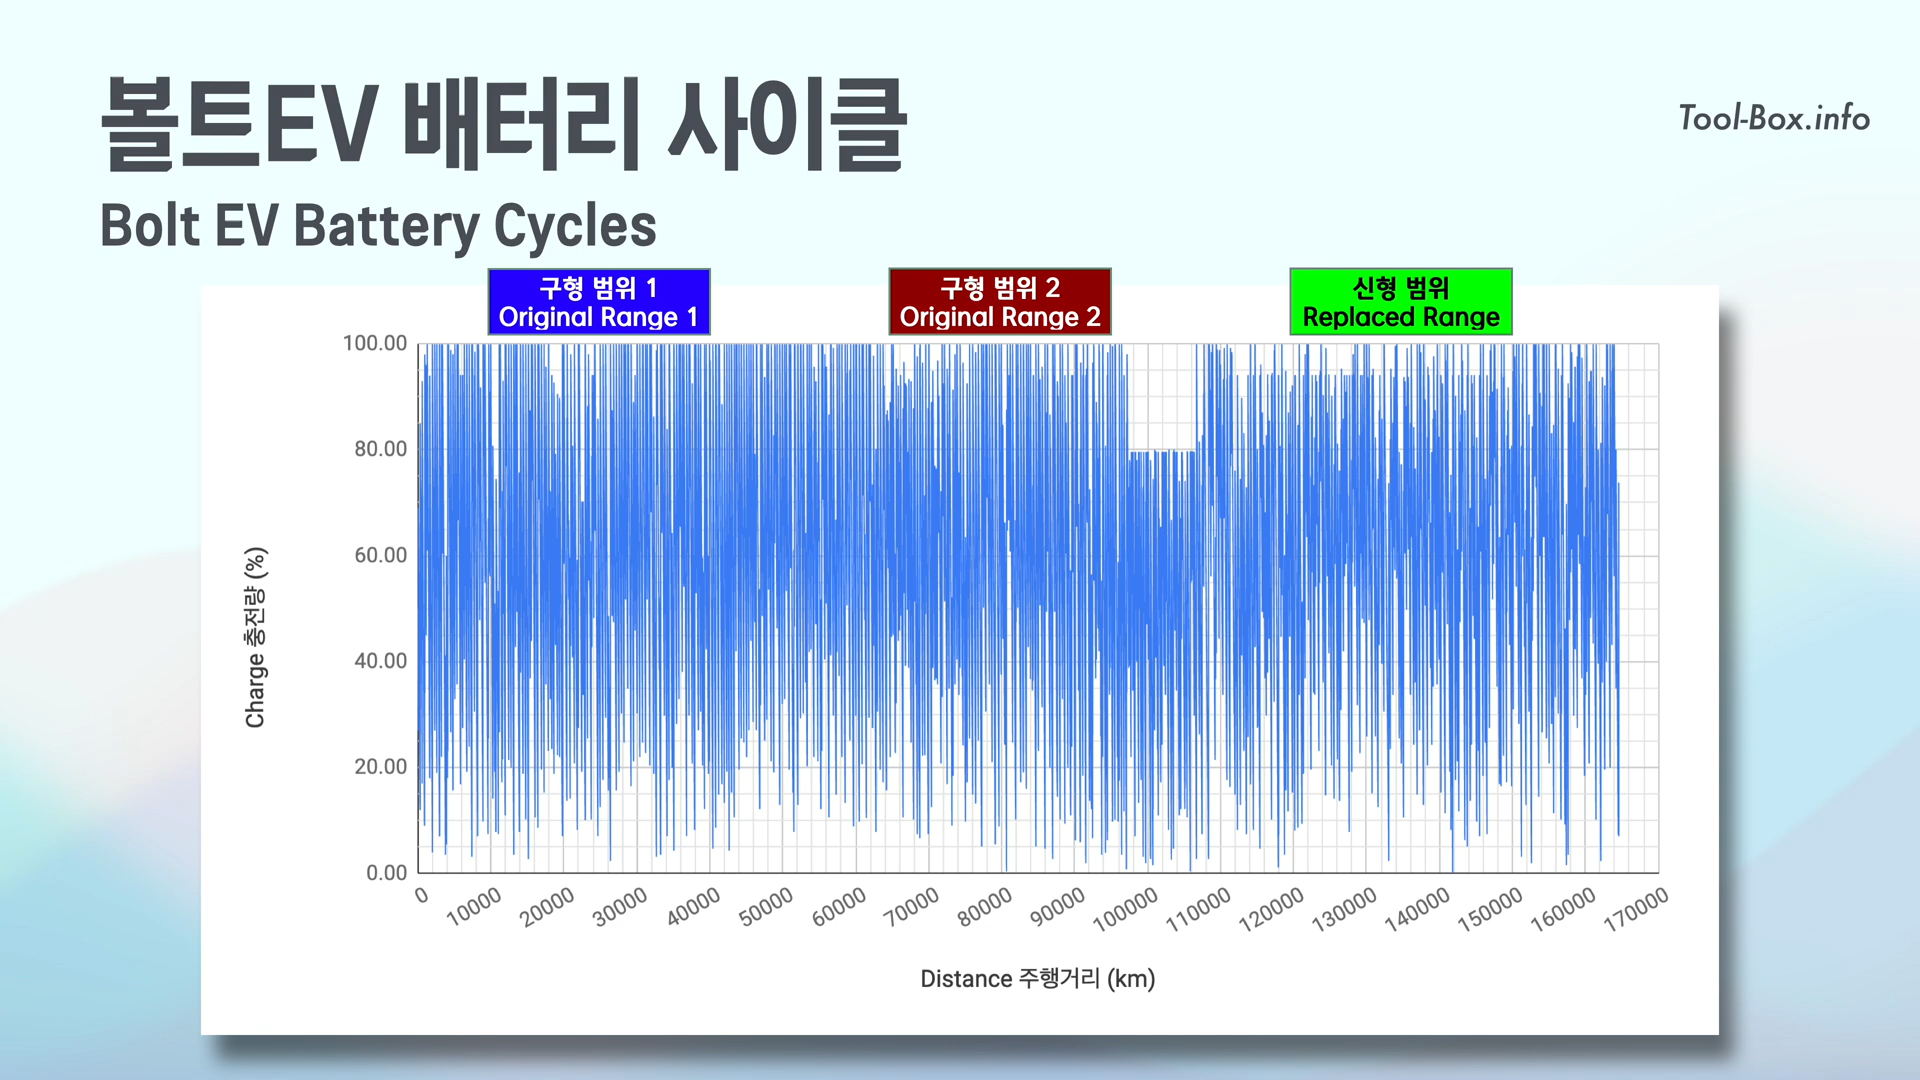 볼트EV 배터리 사이클
Tool-Box.info
Bolt EV Battery Cycles
구형 범위 1
Original Range 1
구형 범위 2
Original Range 2
신형 범위
Replaced Range
100.00
80.00
60.00
40.00
20.00
0.00
Charge 충전량 (%)
0
10000
20000
30000
40000
50000
60000
70000
80000
90000
100000
110000
120000
130000
140000
150000
160000
170000
Distance 주행거리 (km)